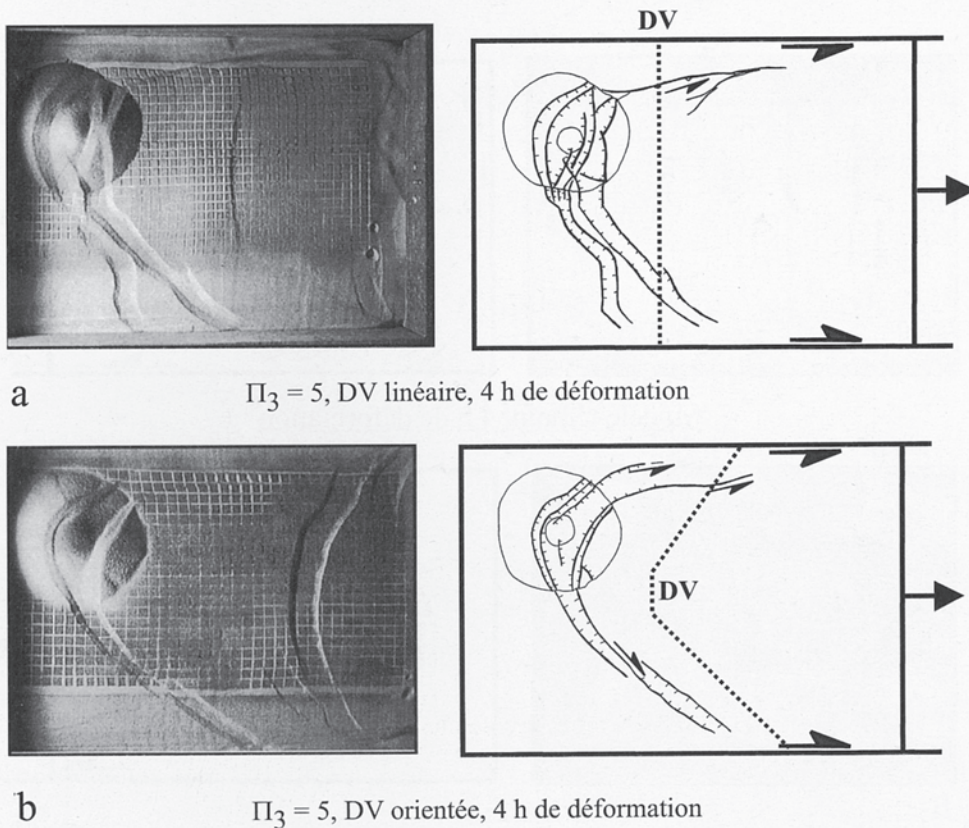 DV
a
Π3 = 5, DV linéaire, 4 h de déformation
DV
b
Π3 = 5, DV orientée, 4 h de déformation